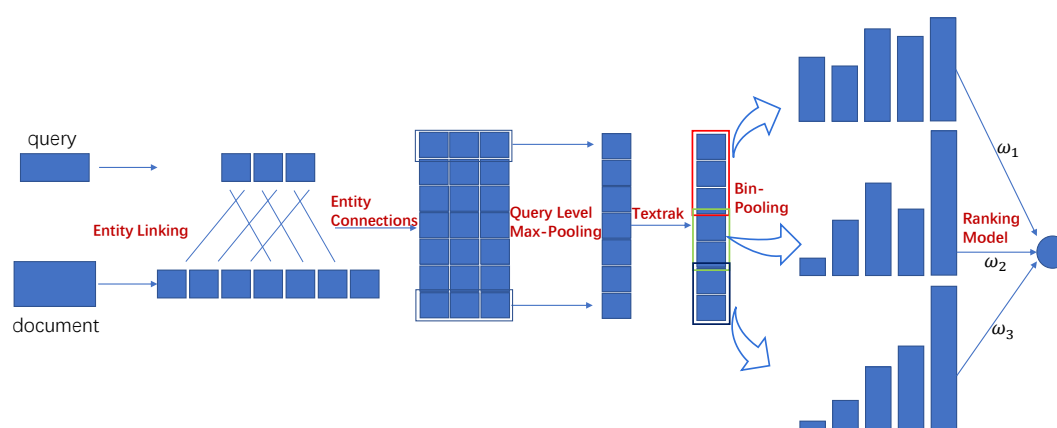 query
document
Entity Linking
Entity
Connections
Query Level
Max-Pooling
Textrak
Bin-
Pooling
ω1
ω2
ω3
Ranking
Model